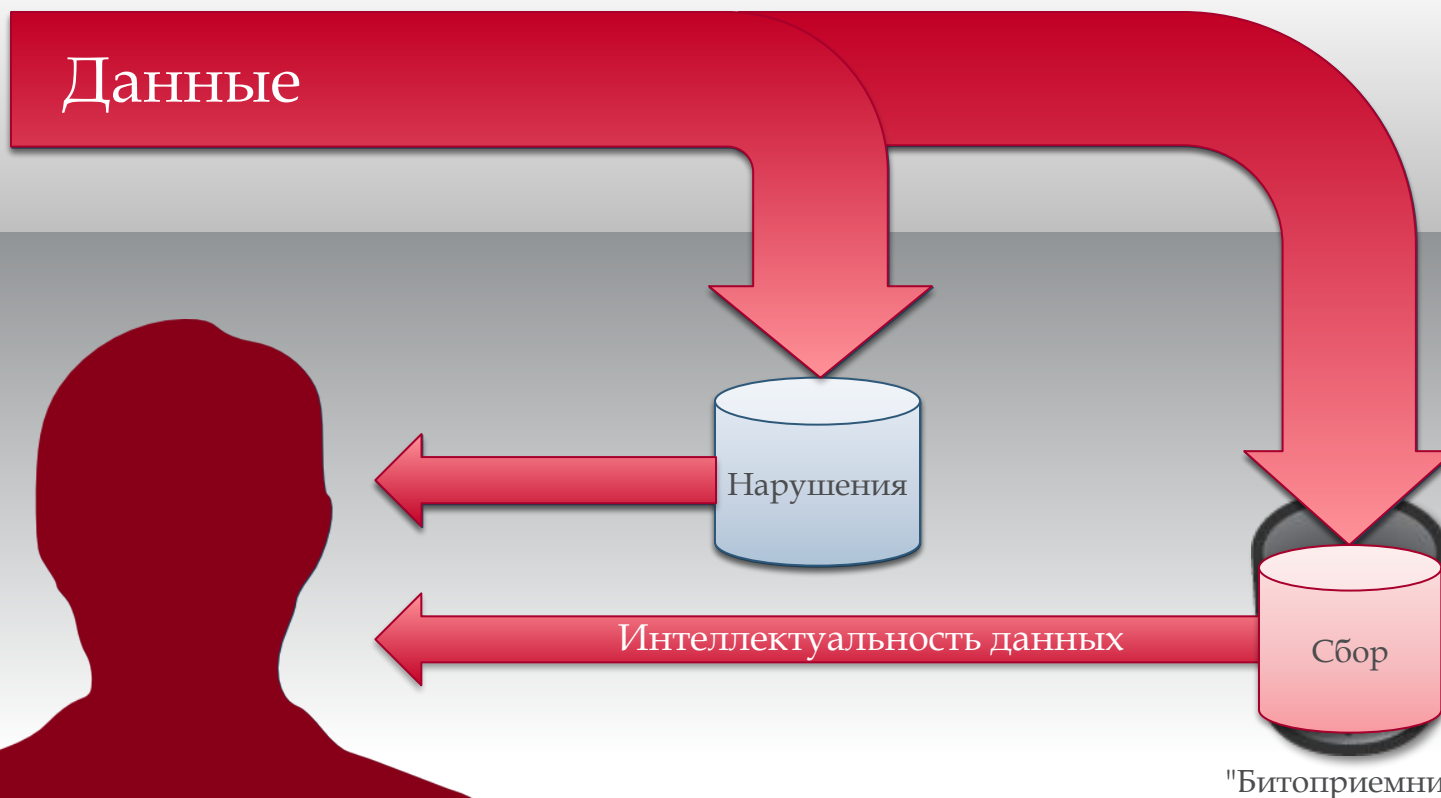 Данные
Нарушения
Интеллектуальность данных
Сбор
"Битоприемни